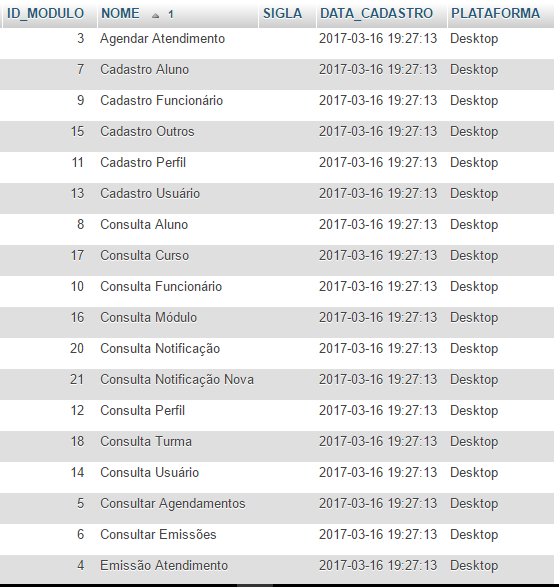 ID_MODULO NOME 1 SIGLA DATA_CADASTRO PLATAFORMA
3 Agendar Atendimento 2017-03-16 19:27:13 Desktop
7 Cadastro Aluno 2017-03-16 19:27:13 Desktop
9 Cadastro Funcionário 2017-03-16 19:27:13 Desktop
15 Cadastro Outros 2017-03-16 19:27:13 Desktop
11 Cadastro Perfil 2017-03-16 19:27:13 Desktop
13 Cadastro Usuário 2017-03-16 19:27:13 Desktop
8 Consulta Aluno 2017-03-16 19:27:13 Desktop
17 Consulta Curso 2017-03-16 19:27:13 Desktop
10 Consulta Funcionário 2017-03-16 19:27:13 Desktop
16 Consulta Módulo 2017-03-16 19:27:13 Desktop
20 Consulta Notificação 2017-03-16 19:27:13 Desktop
21 Consulta Notificação Nova 2017-03-16 19:27:13 Desktop
12 Consulta Perfil 2017-03-16 19:27:13 Desktop
18 Consulta Turma 2017-03-16 19:27:13 Desktop
14 Consulta Usuário 2017-03-16 19:27:13 Desktop
5 Consultar Agendamentos 2017-03-16 19:27:13 Desktop
6 Consultar Emissões 2017-03-16 19:27:13 Desktop
4 Emissão Atendimento 2017-03-16 19:27:13 Desktop